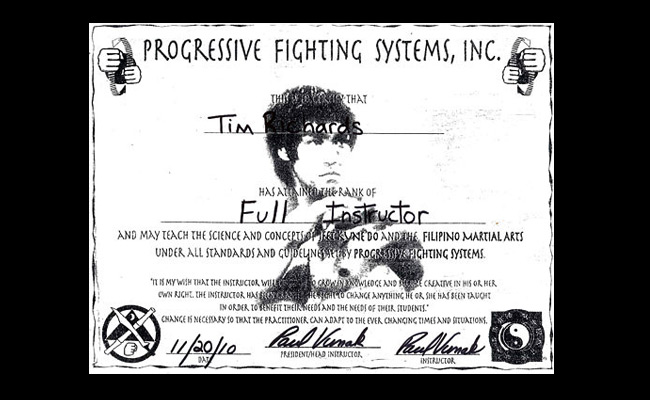 PROGRESSIVE FIGHTING SYSTEMS, INC.
THIS IS TO CERTIFY THAT
Tim Richards
HAS ATTAINED THE RANK OF
Full Instructor
AND MAY TEACH THE SCIENCE AND CONCEPTS OF JEET KUNE DO AND THE FILIPINO MARTIAL ARTS
UNDER ALL STANDARDS AND GUIDELINES SET BY PROGRESSIVE FIGHTING SYSTEMS.
"IT IS MY WISH THAT THE INSTRUCTOR WILL CONTINUE TO GROW IN KNOWLEDGE AND BECOME CREATIVE IN HIS OR HER
OWN RIGHT. THE INSTRUCTOR HAS BEEN THE RIGHT TO CHANGE ANYTHING HE OR SHE HAS BEEN TAUGHT
IN ORDER TO BENEFIT THEIR NEEDS AND THE NEEDS OF THEIR STUDENTS."
CHANGE IS NECESSARY SO THAT THE PRACTITIONER CAN ADAPT TO THE EVER CHANGING TIMES AND SITUATIONS.
11/20/10 Paul Vunak Paul Vunak
DATE PRESIDENT/HEAD INSTRUCTOR INSTRUCTOR